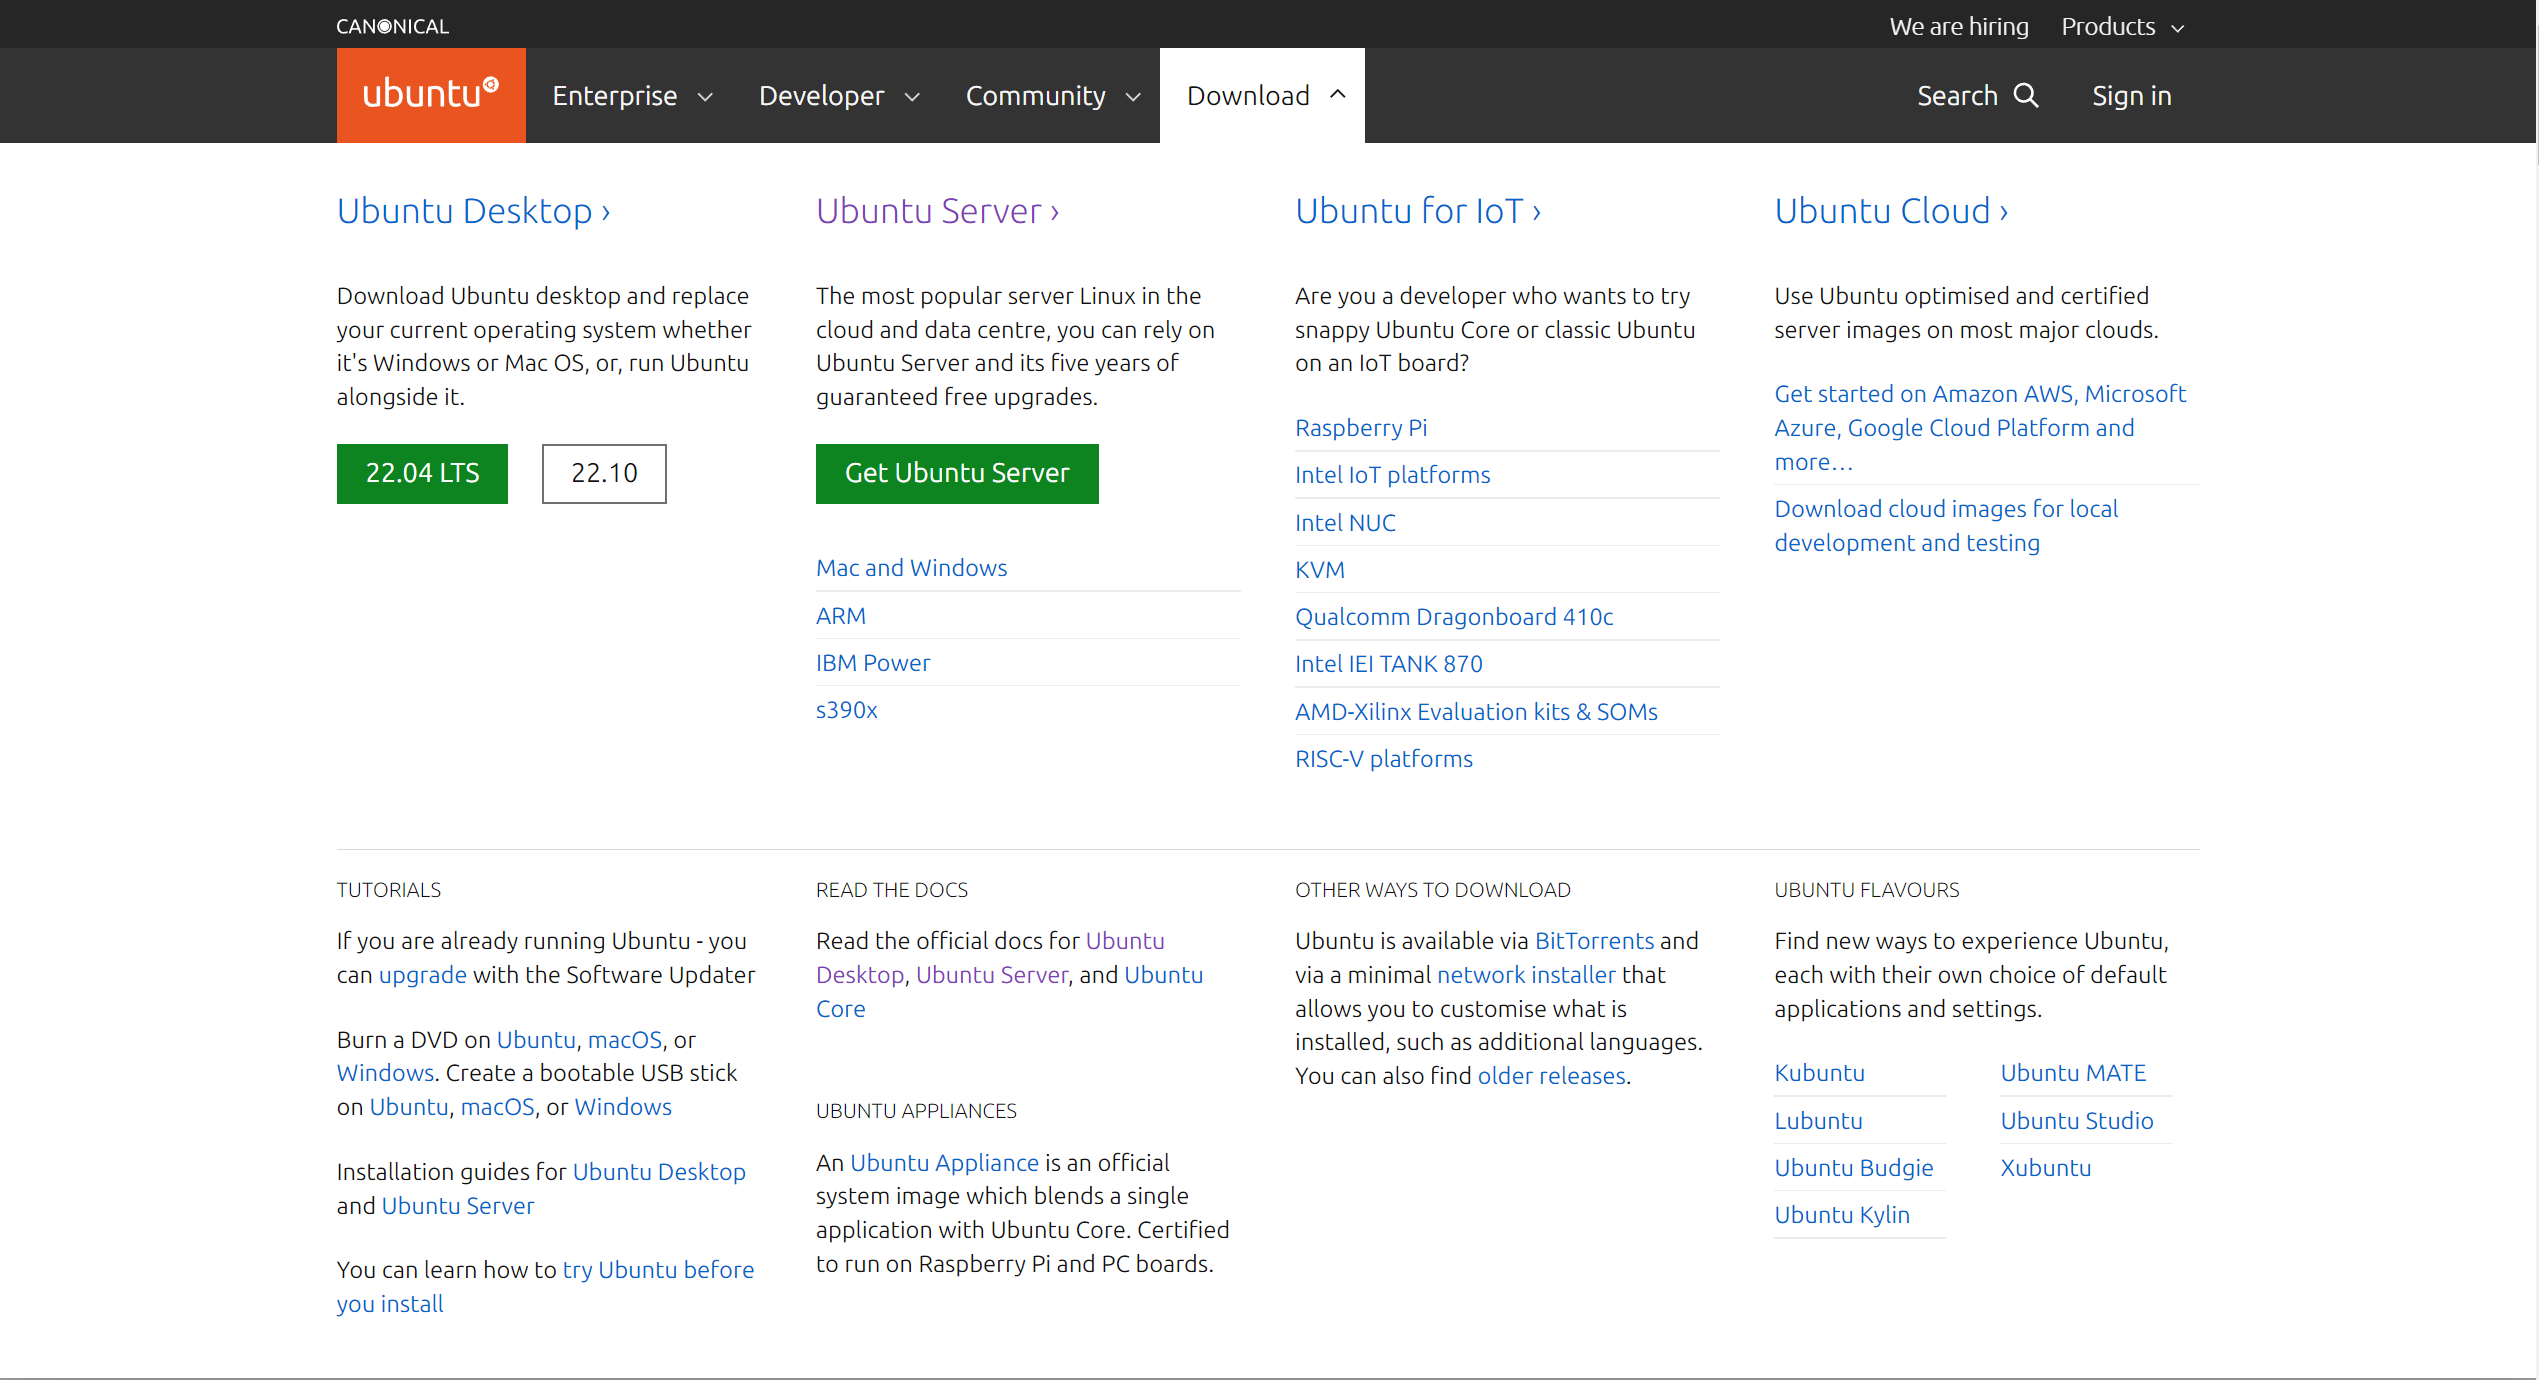 CANONICAL
We are hiring
Products
ubuntu
Enterprise
Developer
Community
Download
Search
Sign in
Ubuntu Desktop ›
Download Ubuntu desktop and replace
your current operating system whether
it's Windows or Mac OS, or, run Ubuntu
alongside it.
22.04 LTS
22.10
Ubuntu Server ›
The most popular server Linux in the
cloud and data centre, you can rely on
Ubuntu Server and its five years of
guaranteed free upgrades.
Get Ubuntu Server
Mac and Windows
ARM
IBM Power
s390x
Ubuntu for IoT ›
Are you a developer who wants to try
snappy Ubuntu Core or classic Ubuntu
on an IoT board?
Raspberry Pi
Intel IoT platforms
Intel NUC
KVM
Qualcomm Dragonboard 410c
Intel IEI TANK 870
AMD-Xilinx Evaluation kits & SOMs
RISC-V platforms
Ubuntu Cloud ›
Use Ubuntu optimised and certified
server images on most major clouds.
Get started on Amazon AWS, Microsoft
Azure, Google Cloud Platform and
more…
Download cloud images for local
development and testing
TUTORIALS
If you are already running Ubuntu - you
can upgrade with the Software Updater
Burn a DVD on Ubuntu, macOS, or
Windows. Create a bootable USB stick
on Ubuntu, macOS, or Windows
Installation guides for Ubuntu Desktop
and Ubuntu Server
You can learn how to try Ubuntu before
you install
READ THE DOCS
Read the official docs for Ubuntu
Desktop, Ubuntu Server, and Ubuntu
Core
UBUNTU APPLIANCES
An Ubuntu Appliance is an official
system image which blends a single
application with Ubuntu Core. Certified
to run on Raspberry Pi and PC boards.
OTHER WAYS TO DOWNLOAD
Ubuntu is available via BitTorrents and
via a minimal network installer that
allows you to customise what is
installed, such as additional languages.
You can also find older releases.
UBUNTU FLAVOURS
Find new ways to experience Ubuntu,
each with their own choice of default
applications and settings.
Kubuntu
Lubuntu
Ubuntu Budgie
Ubuntu Kylin
Ubuntu MATE
Ubuntu Studio
Xubuntu